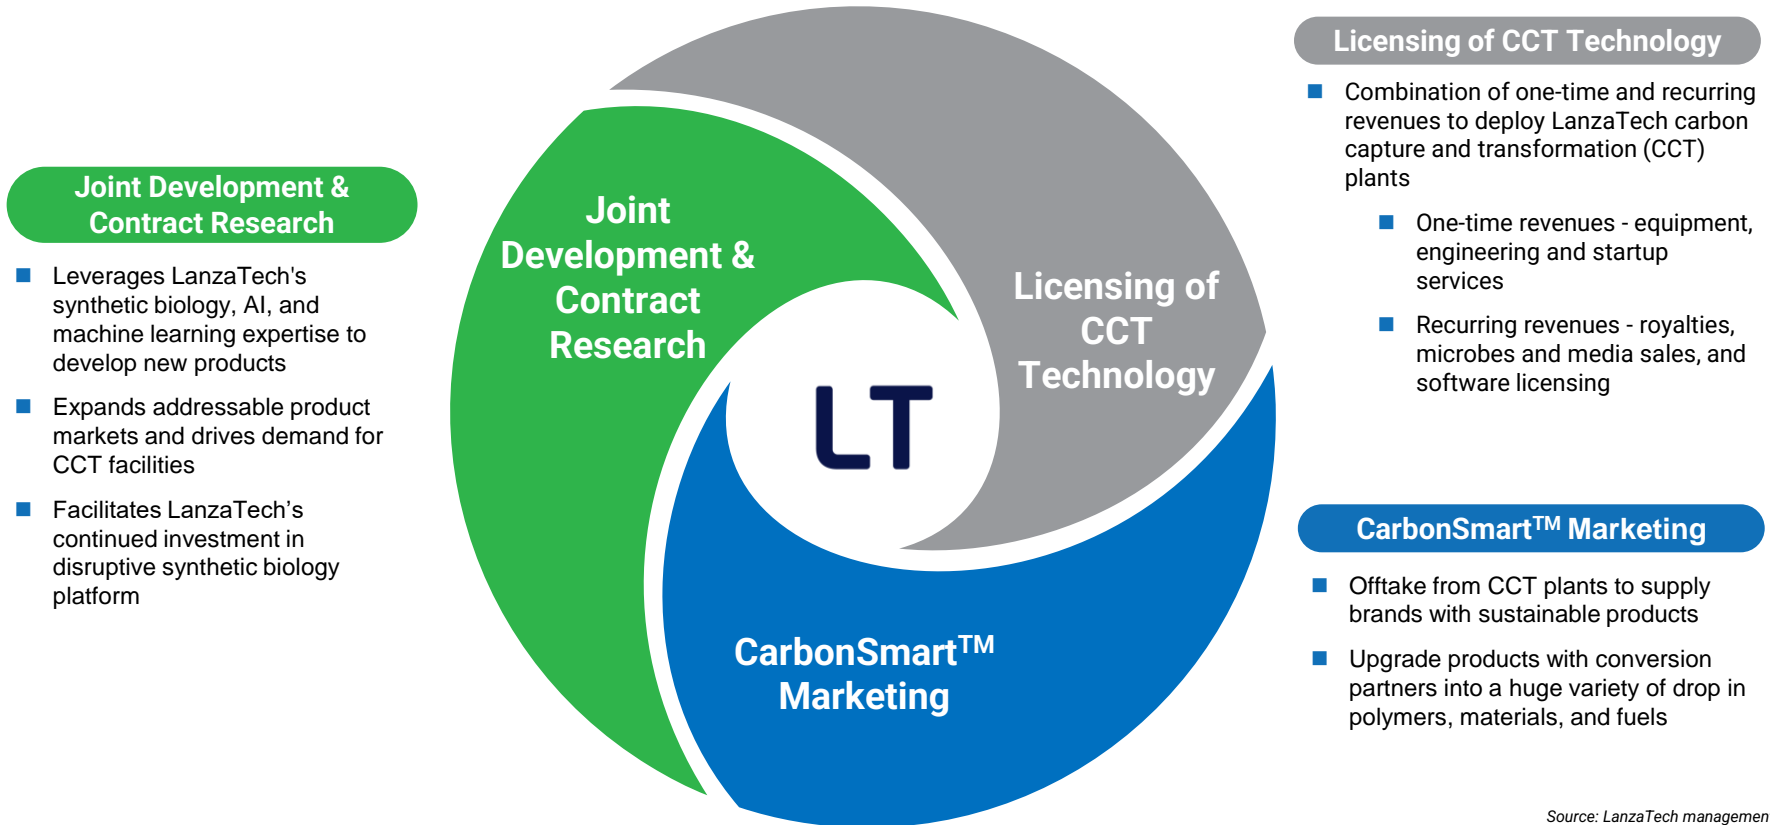 Joint Development &
Contract Research
Leverages LanzaTech's
synthetic biology, AI, and
machine learning expertise to
develop new products
Expands addressable product
markets and drives demand for
CCT facilities
Facilitates LanzaTech’s
continued investment in
disruptive synthetic biology
platform
Joint
Development &
Contract
Research
Licensing of
CCT
Technology
LT
CarbonSmart™
Marketing
Licensing of CCT Technology
Combination of one-time and recurring
revenues to deploy LanzaTech carbon
capture and transformation (CCT)
plants
One-time revenues - equipment,
engineering and startup
services
Recurring revenues - royalties,
microbes and media sales, and
software licensing
CarbonSmart™ Marketing
Offtake from CCT plants to supply
brands with sustainable products
Upgrade products with conversion
partners into a huge variety of drop in
polymers, materials, and fuels
Source: LanzaTech managemen